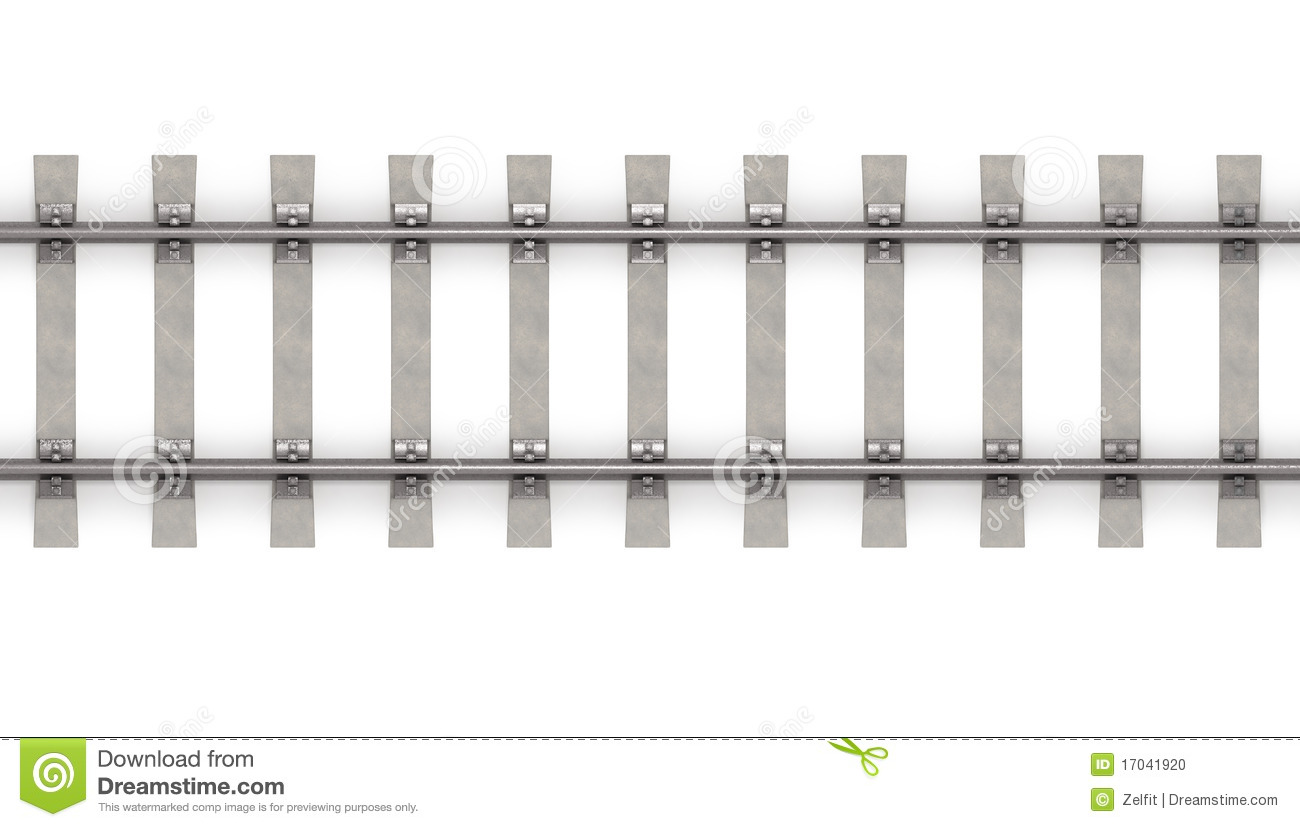 dreamstime
dreamstime
dreamstime
dreamstime
dreamstime
Download from
Dreamstime.com
This watermarked comp image is for previewing purposes only.
ID 17041920
© Zelfit | Dreamstime.com